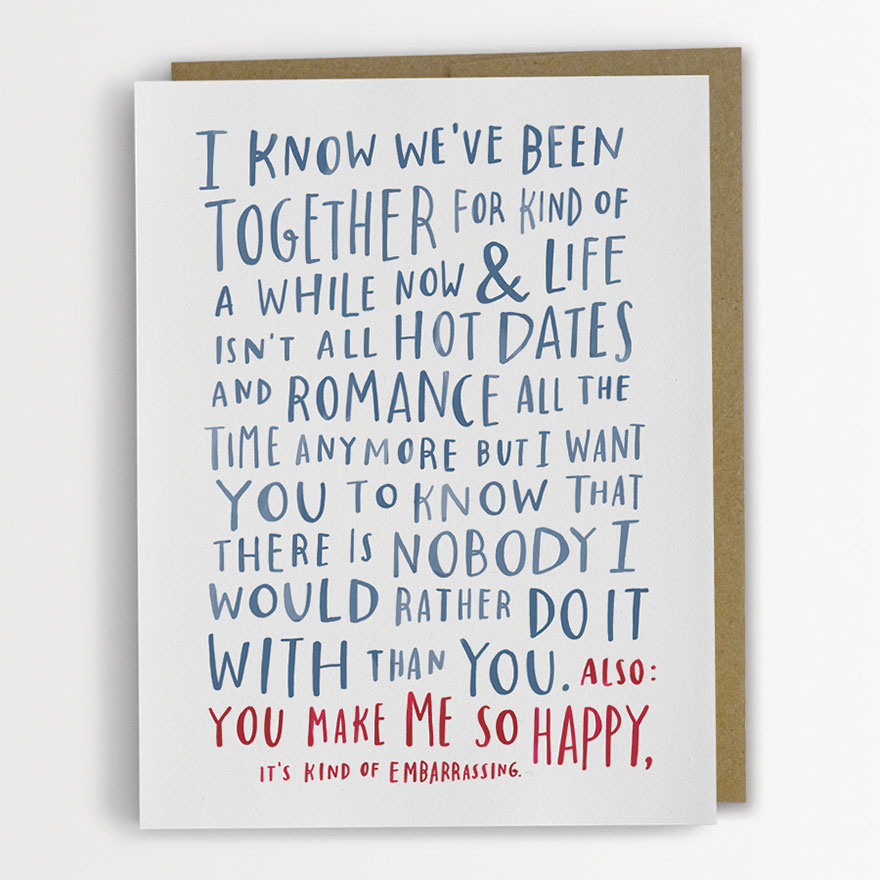 I KNOW WE'VE BEEN
TOGETHER FOR KIND OF
A WHILE NOW & LIFE
ISN'T ALL HOT DATES
AND ROMANCE ALL THE
TIME ANYMORE BUT I WANT
YOU TO KNOW THAT
THERE IS NOBODY I
WOULD RATHER DO IT
WITH THAN YOU. ALSO:
YOU MAKE ME SO HAPPY,
IT'S KIND OF EMBARRASSING.